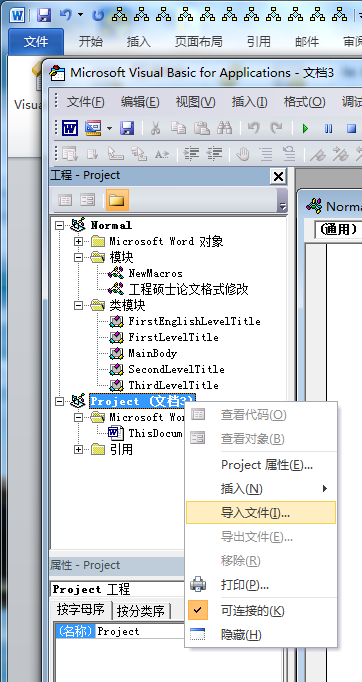 文件 开始 插入 页面布局 引用 邮件
Visua
Microsoft Visual Basic for Applications - 文档3
文件(F) 编辑(E) 视图(V) 插入(I) 格式(O) 调试
工程 - Project
Norma
(通用)
Normal
Microsoft Word 对象
模块
NewMacros
工程硕士论文格式修改
类模块
FirstEnglishLevelTitle
FirstLevelTitle
MainBody
SecondLevelTitle
ThirdLevelTitle
Project (文档3)
Microsoft Wor
ThisDocum
引用
查看代码(O)
查看对象(B)
Project 属性(E)...
插入(N)
导入文件(I)...
导出文件(E)...
移除(R)
打印(P)...
可连接的(K)
隐藏(H)
属性 - Project
Project 工程
按字母序 按分类序
(名称) Project